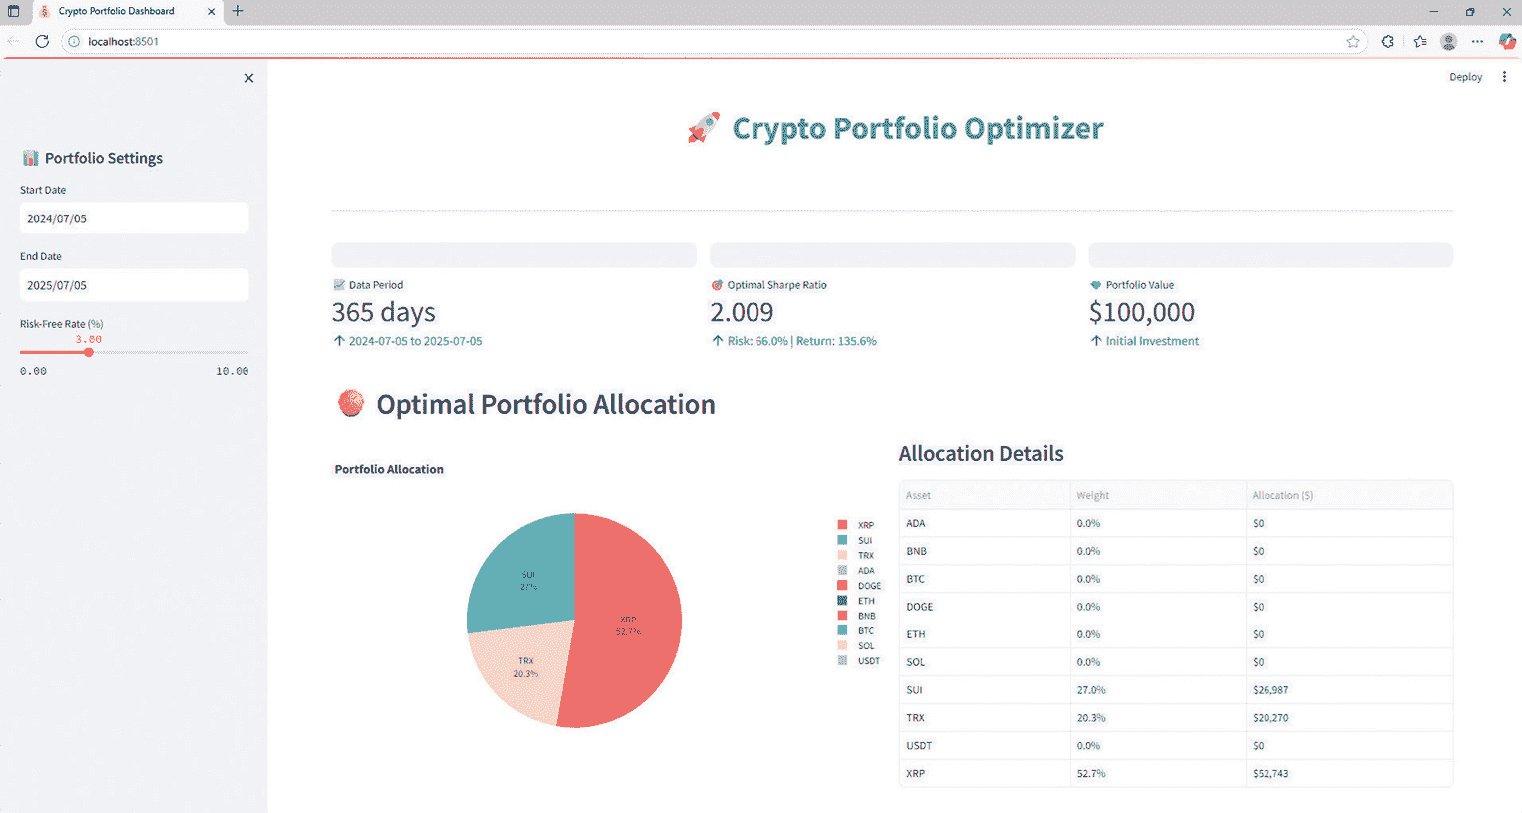 Crypto Portfolio Dashboard
localhost:8501
Deploy
Crypto Portfolio Optimizer
Portfolio Settings
Start Date
2024/07/05
End Date
2025/07/05
Risk-Free Rate (%)
3.00
0.00 10.00
Data Period
365 days
2024-07-05 to 2025-07-05
Optimal Sharpe Ratio
2.009
Risk: 66.0% | Return: 135.6%
Portfolio Value
$100,000
Initial Investment
Optimal Portfolio Allocation
Portfolio Allocation
SUI
27%
XRP
52.7%
TRX
20.3%
XRP
SUI
TRX
ADA
DOGE
ETH
BNB
BTC
SOL
USDT
Allocation Details
Asset Weight Allocation ($)
ADA 0.0% $0
BNB 0.0% $0
BTC 0.0% $0
DOGE 0.0% $0
ETH 0.0% $0
SOL 0.0% $0
SUI 27.0% $26,987
TRX 20.3% $20,270
USDT 0.0% $0
XRP 52.7% $52,743